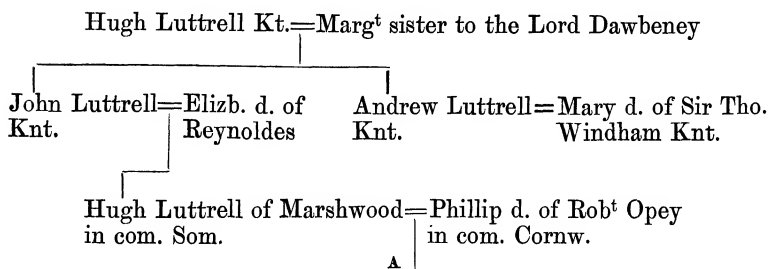 Hugh Luttrell Kt.=Margᵗ sister to the Lord Dawbeney
John Luttrell=Elizb. d. of
Knt. Reynoldes
Andrew Luttrell=Mary d. of Sir Tho.
Knt. Windham Knt.
Hugh Luttrell of Marshwood=Phillip d. of Robᵗ Opey
in com. Som. in com. Cornw.
A